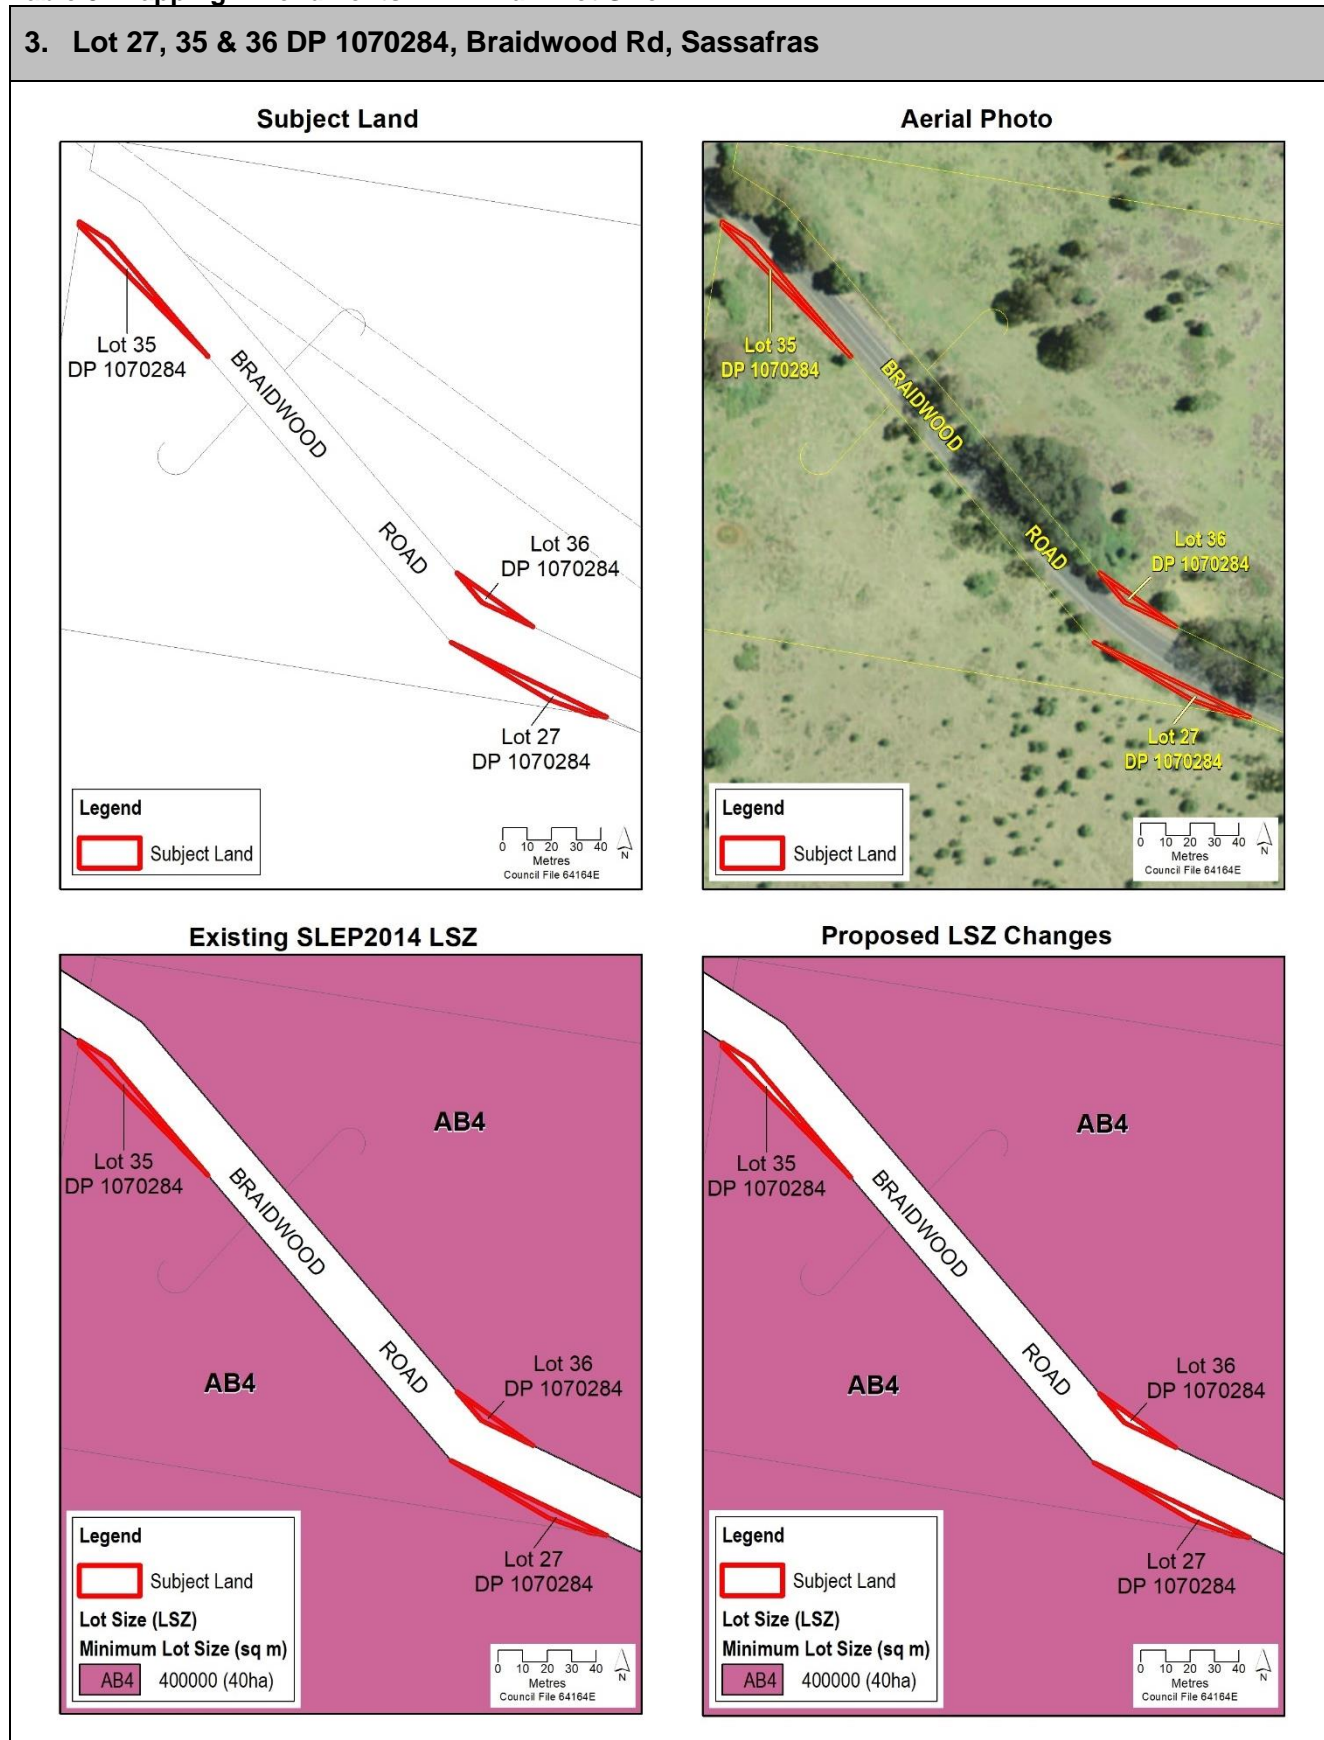 3. Lot 27, 35 & 36 DP 1070284, Braidwood Rd, Sassafras
Subject Land
Lot 35
DP 1070284
BRAIDWOOD
ROAD
Lot 36
DP 1070284
Lot 27
DP 1070284
Legend
Subject Land
0 10 20 30 40
Metres
Council File 64164E
N
Aerial Photo
Lot 35
DP 1070284
BRAIDWOOD
ROAD
Lot 36
DP 1070284
Lot 27
DP 1070284
Legend
Subject Land
0 10 20 30 40
Metres
Council File 64164E
N
Existing SLEP2014 LSZ
AB4
Lot 35
DP 1070284
BRAIDWOOD
ROAD
AB4
Lot 36
DP 1070284
Lot 27
DP 1070284
Legend
Subject Land
Lot Size (LSZ)
Minimum Lot Size (sq m)
AB4 400000 (40ha)
0 10 20 30 40
Metres
Council File 64164E
N
Proposed LSZ Changes
AB4
Lot 35
DP 1070284
BRAIDWOOD
ROAD
AB4
Lot 36
DP 1070284
Lot 27
DP 1070284
Legend
Subject Land
Lot Size (LSZ)
Minimum Lot Size (sq m)
AB4 400000 (40ha)
0 10 20 30 40
Metres
Council File 64164E
N